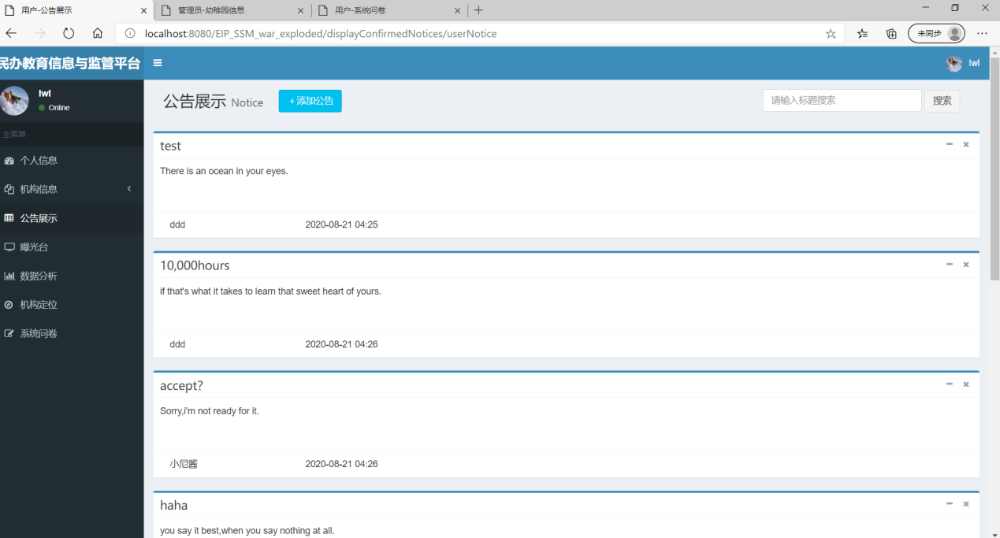 用户-公告展示
管理员-幼稚园信息
用户-系统问卷
localhost:8080/EIP_SSM_war_exploded/displayConfirmedNotices/userNotice
未同步
民办教育信息与监管平台
lwl
lwl
Online
主菜单
个人信息
机构信息
公告展示
曝光台
数据分析
机构定位
系统问卷
公告展示 Notice
+添加公告
请输入标题搜索
搜索
test
There is an ocean in your eyes.
ddd 2020-08-21 04:25
10,000hours
if that's what it takes to learn that sweet heart of yours.
ddd 2020-08-21 04:26
accept?
Sorry,i'm not ready for it.
小尼酱 2020-08-21 04:26
haha
you say it best,when you say nothing at all.